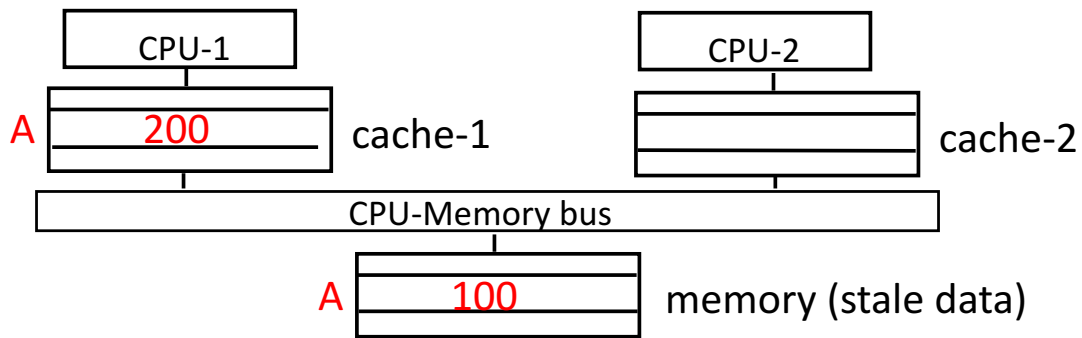 CPU-1
CPU-2
A 200 cache-1
cache-2
CPU-Memory bus
A 100 memory (stale data)